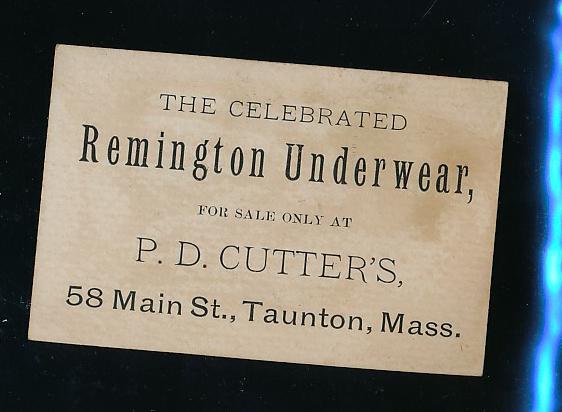 THE CELEBRATED
Remington Underwear,
FOR SALE ONLY AT
P. D. CUTTER'S,
58 Main St., Taunton, Mass.